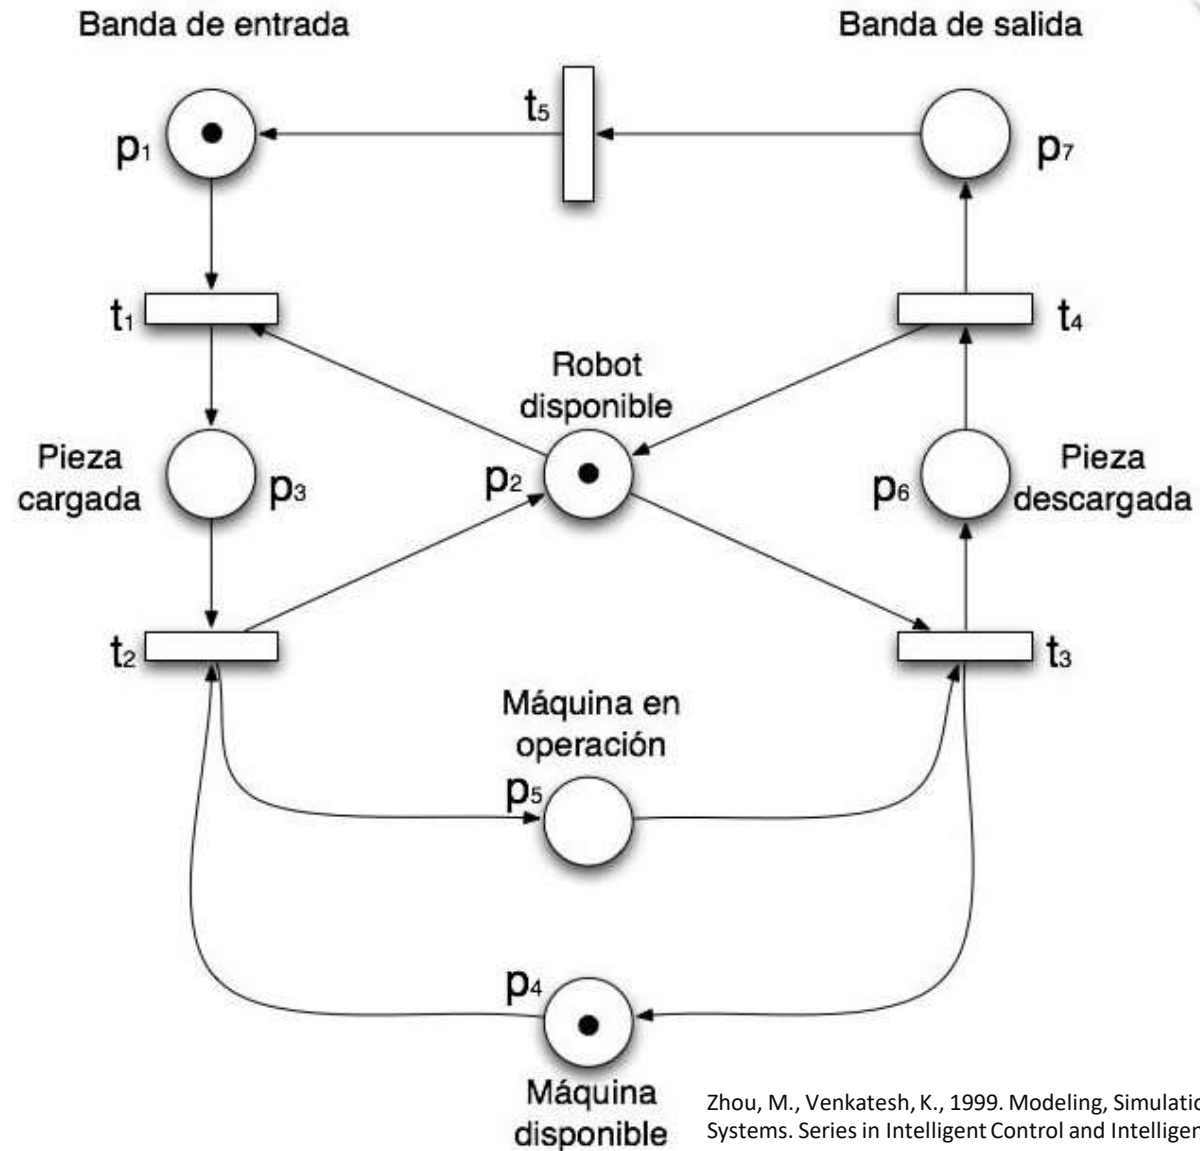 Banda de entrada
Banda de salida
t5
p1
p7
t1
t4
Robot
disponible
Pieza
cargada
p3
p2
p6
Pieza
descargada
t2
t3
Máquina en
operación
p5
p4
Máquina
disponible
Zhou, M., Venkatesh, K., 1999. Modeling, Simulatio
Systems. Series in Intelligent Control and Intelligen